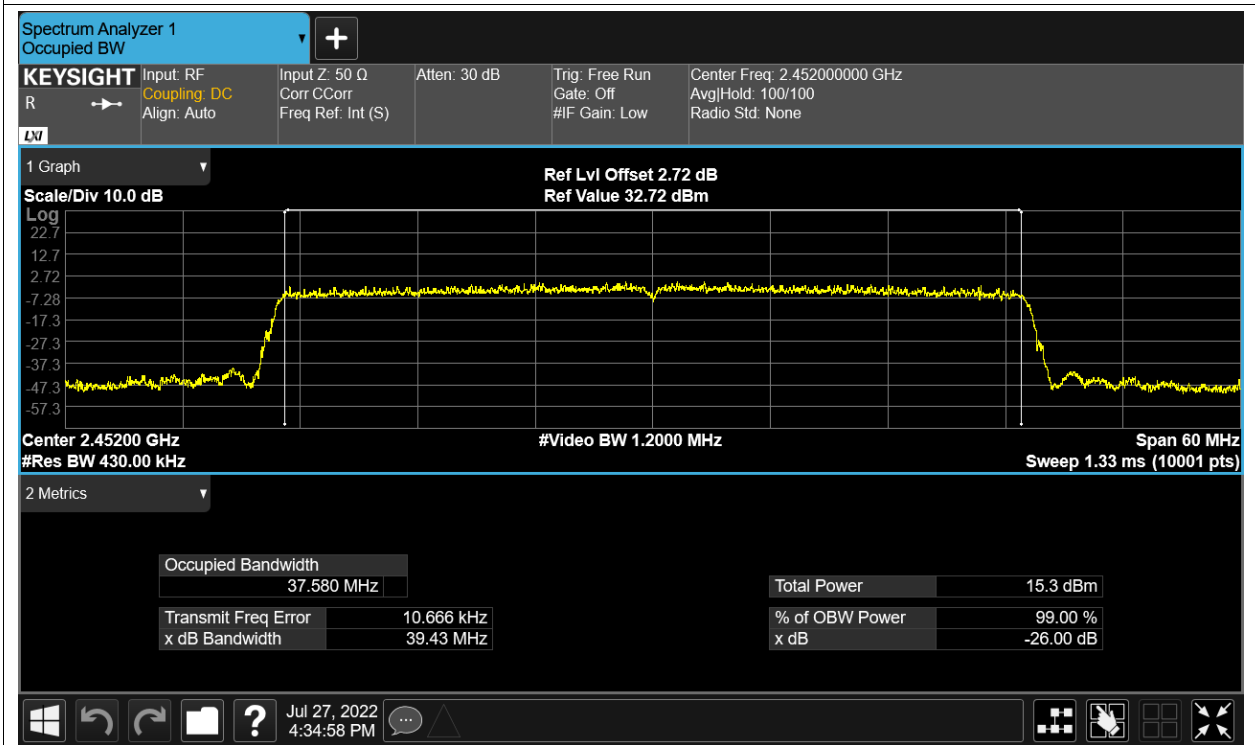 Spectrum Analyzer 1
Occupied BW
KEYSIGHT
R
LXI
Input: RF
Coupling: DC
Align: Auto
Input Z: 50 Ω
Corr CCorr
Freq Ref: Int (S)
Atten: 30 dB
Trig: Free Run
Gate: Off
#IF Gain: Low
Center Freq: 2.452000000 GHz
Avg|Hold: 100/100
Radio Std: None
1 Graph
Scale/Div 10.0 dB
Ref Lvl Offset 2.72 dB
Ref Value 32.72 dBm
Log
22.7
12.7
2.72
-7.28
-17.3
-27.3
-37.3
-47.3
-57.3
Center 2.45200 GHz
#Res BW 430.00 kHz
#Video BW 1.2000 MHz
Span 60 MHz
Sweep 1.33 ms (10001 pts)
2 Metrics
Occupied Bandwidth
37.580 MHz
Transmit Freq Error 10.666 kHz
x dB Bandwidth 39.43 MHz
Total Power 15.3 dBm
% of OBW Power 99.00 %
x dB -26.00 dB
?
Jul 27, 2022
4:34:58 PM